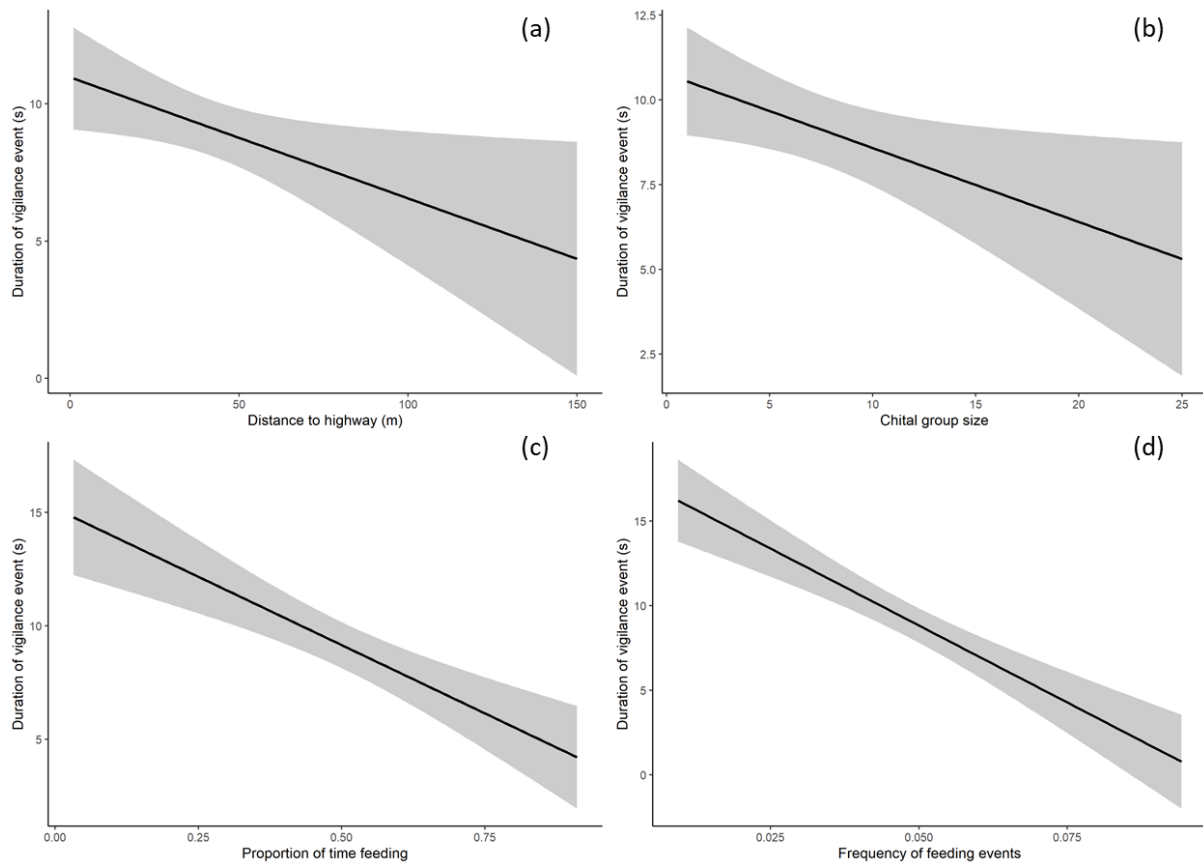 (a)
Duration of vigilance event (s)
10
5
0
0 50 100 150
Distance to highway (m)
(b)
Duration of vigilance event (s)
12.5
10.0
7.5
5.0
2.5
0 5 10 15 20 25
Chital group size
(c)
Duration of vigilance event (s)
15
10
5
0.00 0.25 0.50 0.75
Proportion of time feeding
(d)
Duration of vigilance event (s)
15
10
5
0
0.025 0.050 0.075
Frequency of feeding events